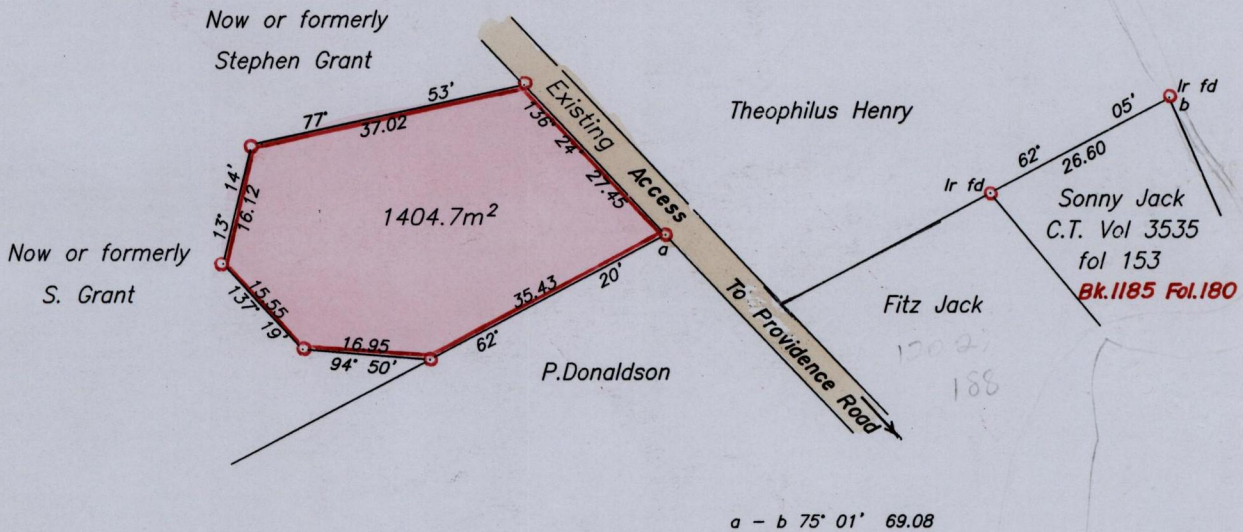 Now or formerly
Stephen Grant
77° 53'
37.02
14'
13°
16.12
1404.7m²
136° 24'
27.45
Existing Access
To Providence Road
Theophilus Henry
62° 05'
26.60
Ir fd
b
Ir fd
Sonny Jack
C.T. Vol 3535
fol 153
Bk.1185 Fol.180
Now or formerly
S. Grant
15.55
137° 19'
16.95
94° 50'
35.43
62° 20'
a
P.Donaldson
Fitz Jack
188
a - b 75° 01' 69.08